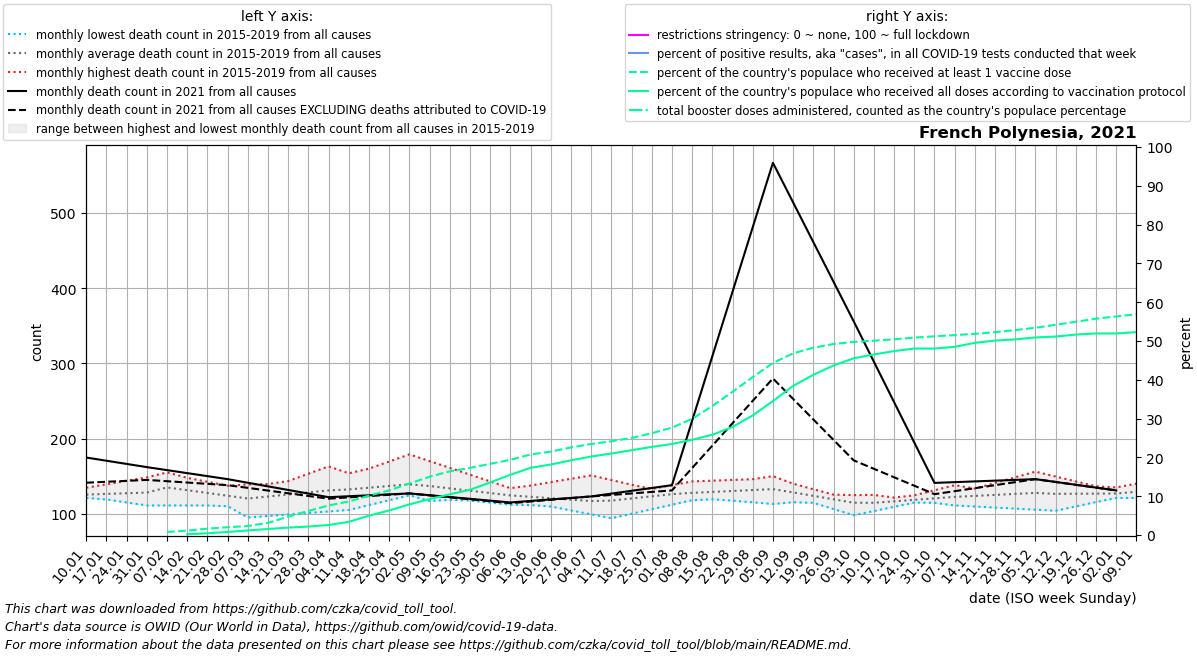 left Y axis:
monthly lowest death count in 2015-2019 from all causes
monthly average death count in 2015-2019 from all causes
monthly highest death count in 2015-2019 from all causes
monthly death count in 2021 from all causes
monthly death count in 2021 from all causes EXCLUDING deaths attributed to COVID-19
range between highest and lowest monthly death count from all causes in 2015-2019
right Y axis:
restrictions stringency: 0 ~ none, 100 ~ full lockdown
percent of positive results, aka "cases", in all COVID-19 tests conducted that week
percent of the country's populace who received at least 1 vaccine dose
percent of the country's populace who received all doses according to vaccination protocol
total booster doses administered, counted as the country's populace percentage
French Polynesia, 2021
count
500
400
300
200
100
percent
100
90
80
70
60
50
40
30
20
10
0
10.01 17.01 24.01 31.01 07.02 14.02 21.02 28.02 07.03 14.03 21.03 28.03 04.04 11.04 18.04 25.04 02.05 09.05 16.05 23.05 30.05 06.06 13.06 20.06 27.06 04.07 11.07 18.07 25.07 01.08 08.08 15.08 22.08 29.08 05.09 12.09 19.09 26.09 03.10 10.10 17.10 24.10 31.10 07.11 14.11 21.11 28.11 05.12 12.12 19.12 26.12 02.01 09.01
date (ISO week Sunday)
This chart was downloaded from https://github.com/czka/covid_toll_tool.
Chart's data source is OWID (Our World in Data), https://github.com/owid/covid-19-data.
For more information about the data presented on this chart please see https://github.com/czka/covid_toll_tool/blob/main/README.md.